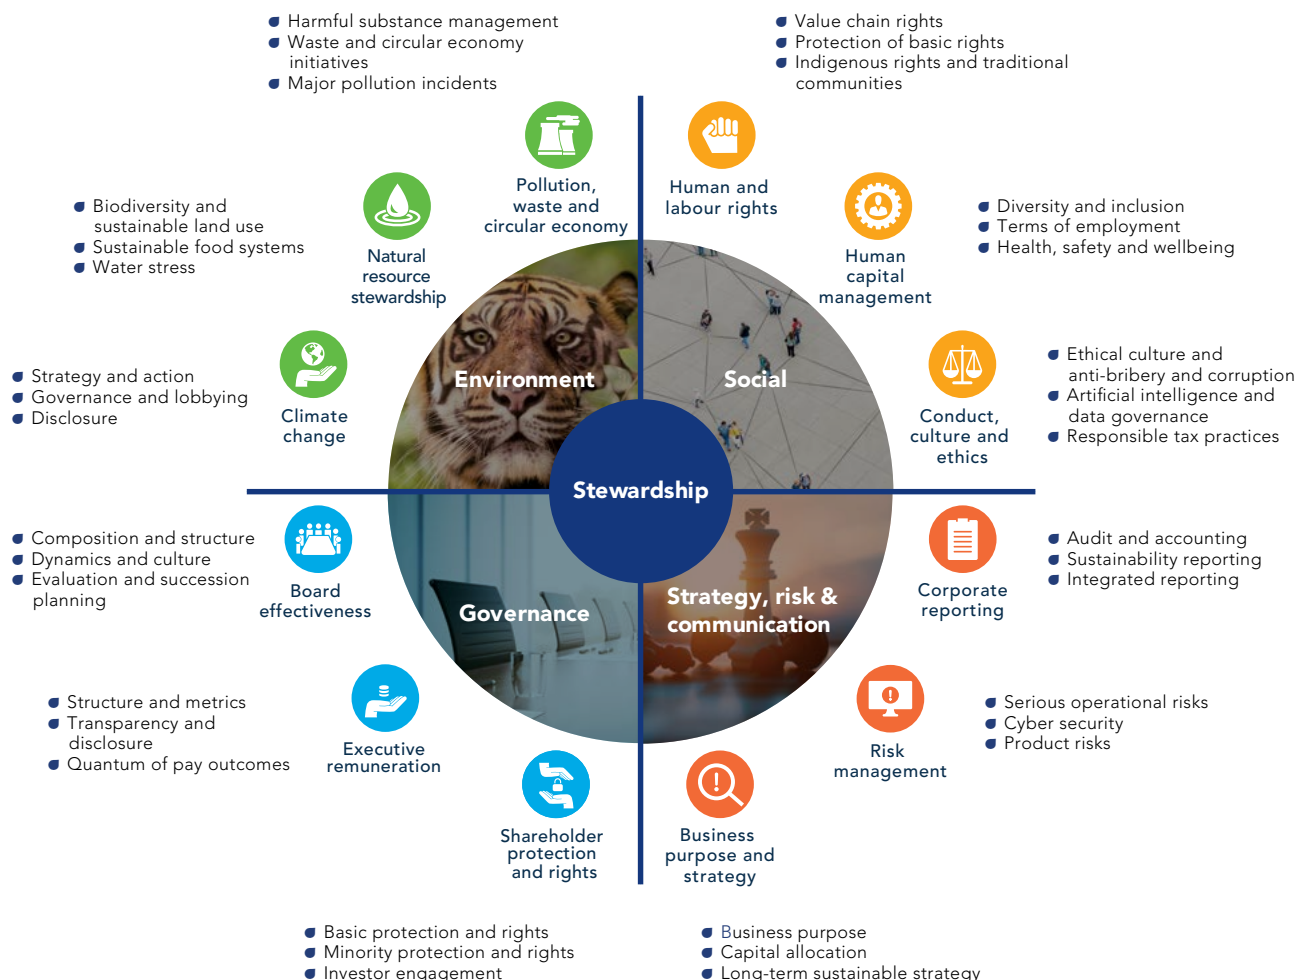 Harmful substance management
Waste and circular economy
initiatives
Major pollution incidents
Value chain rights
Protection of basic rights
Indigenous rights and traditional
communities
Pollution,
waste and
circular economy
Human and
labour rights
Biodiversity and
sustainable land use
Sustainable food systems
Water stress
Natural
resource
stewardship
Human
capital
management
Diversity and inclusion
Terms of employment
Health, safety and wellbeing
Strategy and action
Governance and lobbying
Disclosure
Climate
change
Environment
Social
Conduct,
culture and
ethics
Ethical culture and
anti-bribery and corruption
Artificial intelligence and
data governance
Responsible tax practices
Stewardship
Composition and structure
Dynamics and culture
Evaluation and succession
planning
Board
effectiveness
Governance
Strategy, risk &
communication
Corporate
reporting
Audit and accounting
Sustainability reporting
Integrated reporting
Structure and metrics
Transparency and
disclosure
Quantum of pay outcomes
Executive
remuneration
Risk
management
Serious operational risks
Cyber security
Product risks
Shareholder
protection
and rights
Business
purpose and
strategy
Basic protection and rights
Minority protection and rights
Investor engagement
Business purpose
Capital allocation
Long-term sustainable strategy